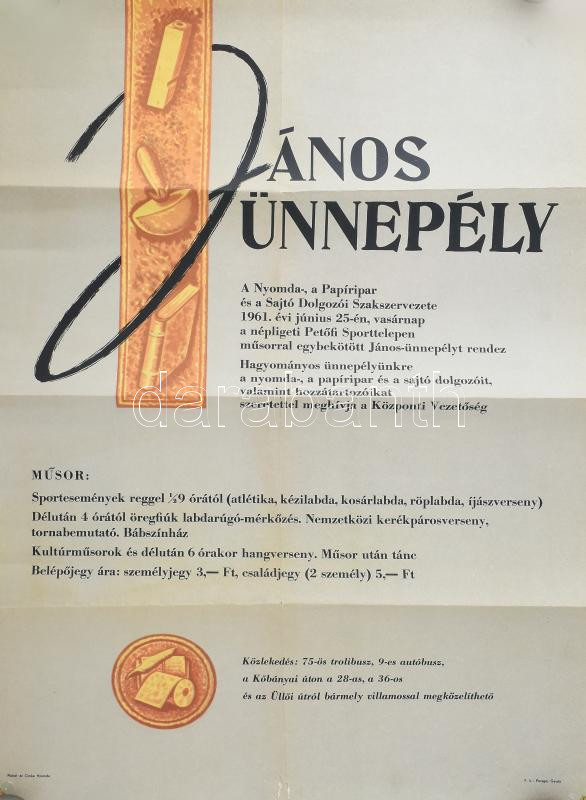 JÁNOS
ÜNNEPÉLY
A Nyomda-, a Papíripar
és a Sajtó Dolgozói Szakszervezete
1961. évi június 25-én, vasárnap
a népligeti Petőfi Sporttelepen
műsorral egybekötött János-ünnepélyt rendez
Hagyományos ünnepélyünkre
a nyomda-, a papíripar és a sajtó dolgozóit,
valamint hozzátartozóikat
szeretettel meghívja a Központi Vezetőség
darabanth
MŰSOR:
Sportesemények reggel ½9 órától (atlétika, kézilabda, kosárlabda, röplabda, íjászverseny)
Délután 4 órától öregfiúk labdarúgó-mérkőzés. Nemzetközi kerékpárosverseny,
tornabemutató. Bábszínház
Kultúrműsorok és délután 6 órakor hangverseny. Műsor után tánc
Belépőjegy ára: személyjegy 3,— Ft, családjegy (2 személy) 5,— Ft
Közlekedés: 75-ös trolibusz, 9-es autóbusz,
a Kőbányai úton a 28-as, a 36-os
és az Üllői útról bármely villamossal megközelíthető